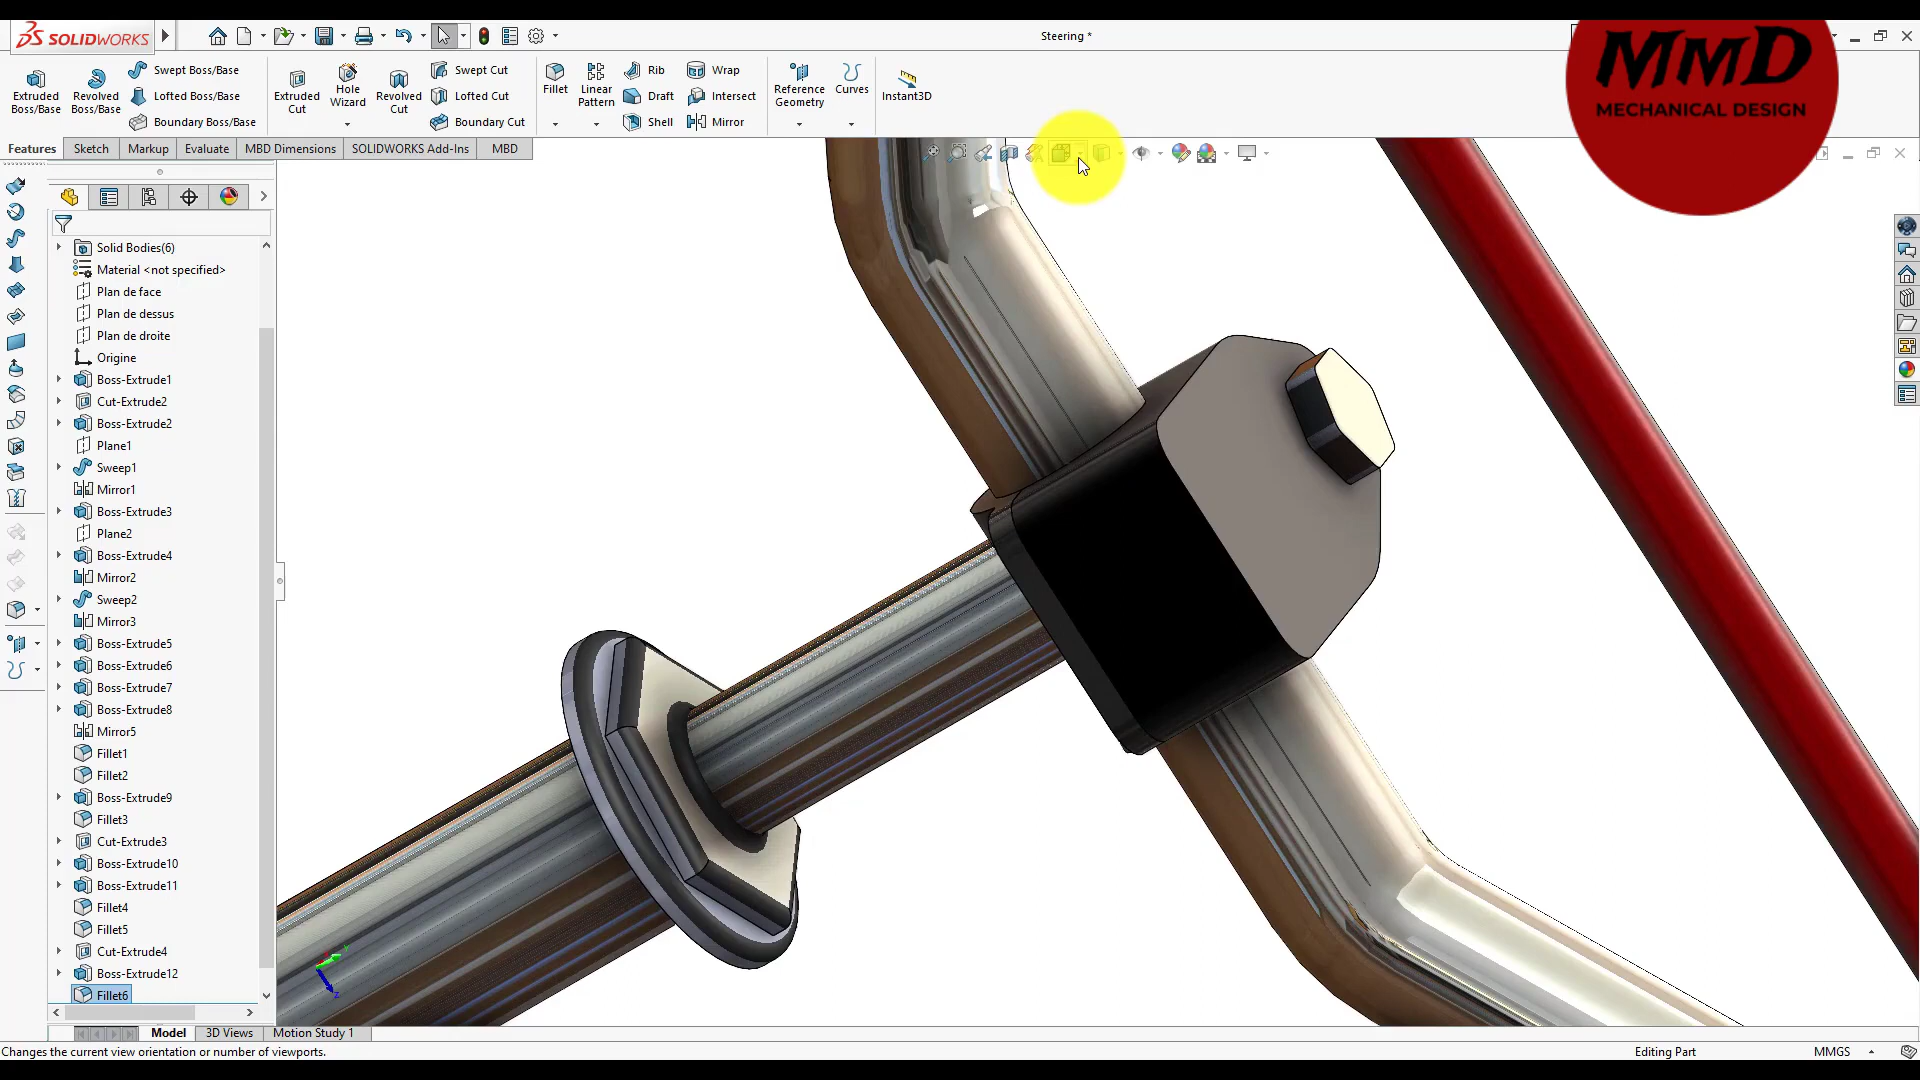 SOLIDWORKS
Steering *
MMD
MECHANICAL DESIGN
Extruded Boss/Base
Revolved Boss/Base
Swept Boss/Base
Lofted Boss/Base
Boundary Boss/Base
Extruded Cut
Hole Wizard
Revolved Cut
Swept Cut
Lofted Cut
Boundary Cut
Fillet
Linear Pattern
Rib
Draft
Shell
Wrap
Intersect
Mirror
Reference Geometry
Curves
Instant3D
Features
Sketch
Markup
Evaluate
MBD Dimensions
SOLIDWORKS Add-Ins
MBD
Solid Bodies(6)
Material <not specified>
Plan de face
Plan de dessus
Plan de droite
Origine
Boss-Extrude1
Cut-Extrude2
Boss-Extrude2
Plane1
Sweep1
Mirror1
Boss-Extrude3
Plane2
Boss-Extrude4
Mirror2
Sweep2
Mirror3
Boss-Extrude5
Boss-Extrude6
Boss-Extrude7
Boss-Extrude8
Mirror5
Fillet1
Fillet2
Boss-Extrude9
Fillet3
Cut-Extrude3
Boss-Extrude10
Boss-Extrude11
Fillet4
Fillet5
Cut-Extrude4
Boss-Extrude12
Fillet6
Y
Z
Model
3D Views
Motion Study 1
Changes the current view orientation or number of viewports.
Editing Part
MMGS